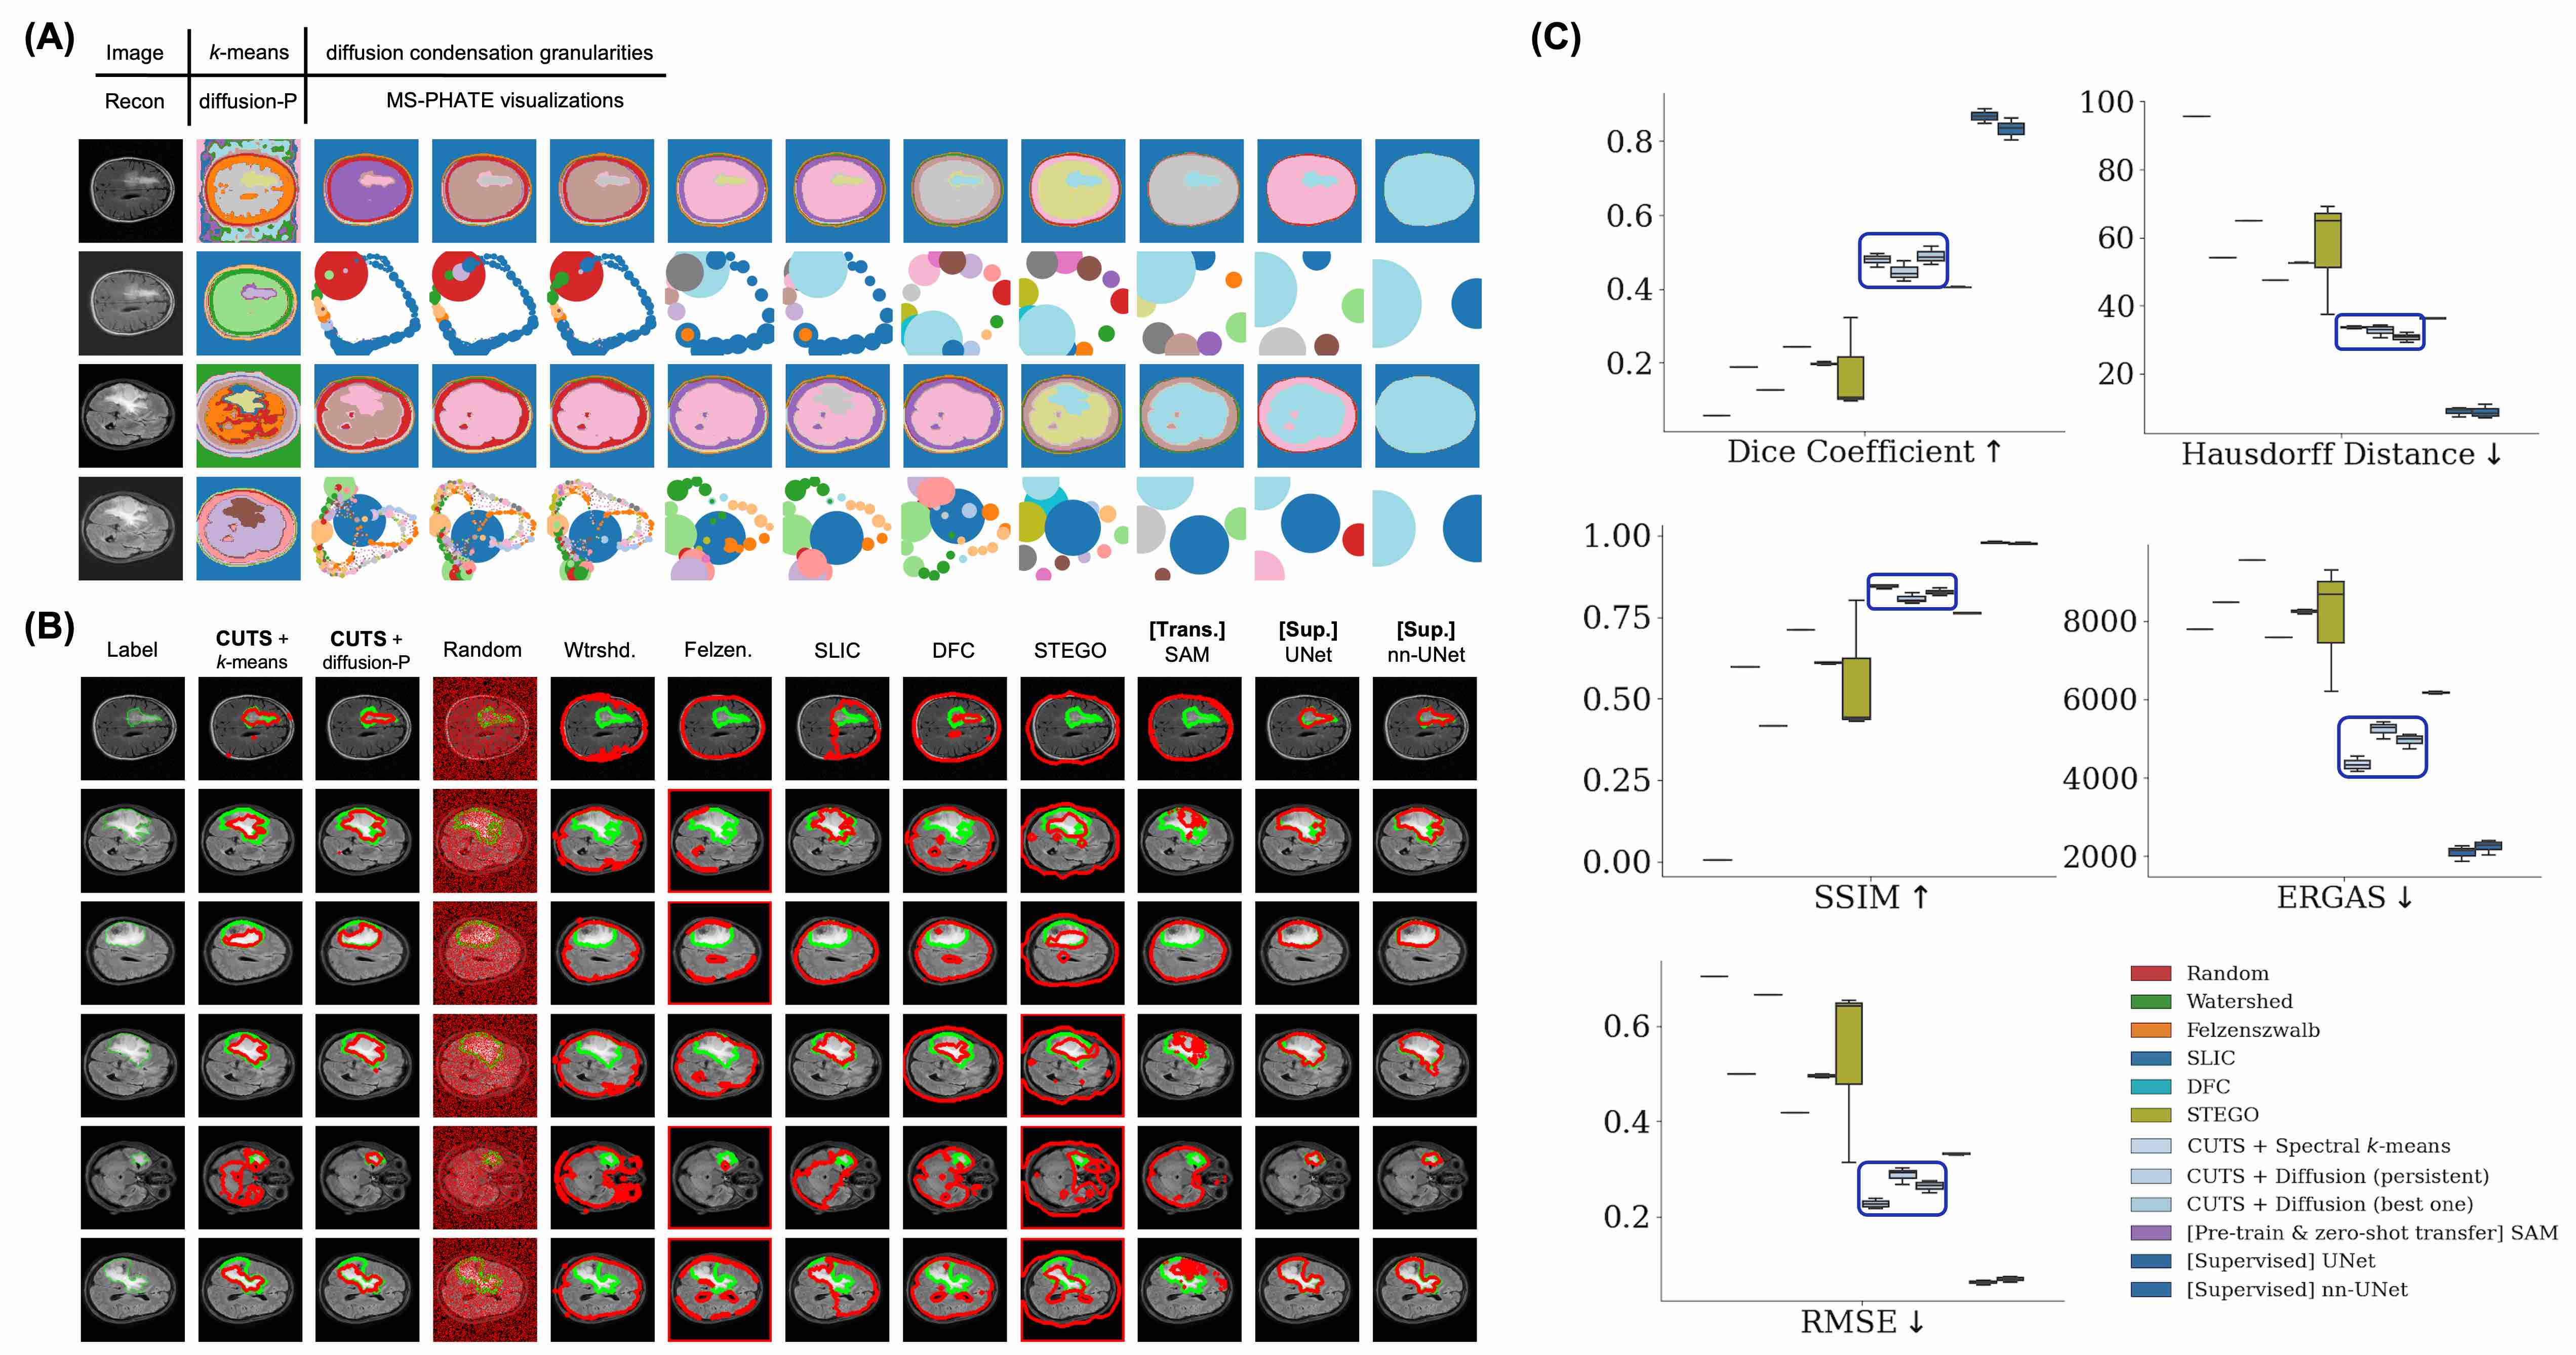 (A)
Image k-means diffusion condensation granularities
Recon diffusion-P MS-PHATE visualizations
(B)
Label CUTS + k-means CUTS + diffusion-P Random Wtrshd. Felzen. SLIC DFC STEGO [Trans.] SAM [Sup.] UNet [Sup.] nn-UNet
(C)
0.8
0.6
0.4
0.2
Dice Coefficient ↑
100
80
60
40
20
Hausdorff Distance ↓
1.00
0.75
0.50
0.25
0.00
SSIM ↑
8000
6000
4000
2000
ERGAS ↓
0.6
0.4
0.2
RMSE ↓
Random
Watershed
Felzenszwalb
SLIC
DFC
STEGO
CUTS + Spectral k-means
CUTS + Diffusion (persistent)
CUTS + Diffusion (best one)
[Pre-train & zero-shot transfer] SAM
[Supervised] UNet
[Supervised] nn-UNet